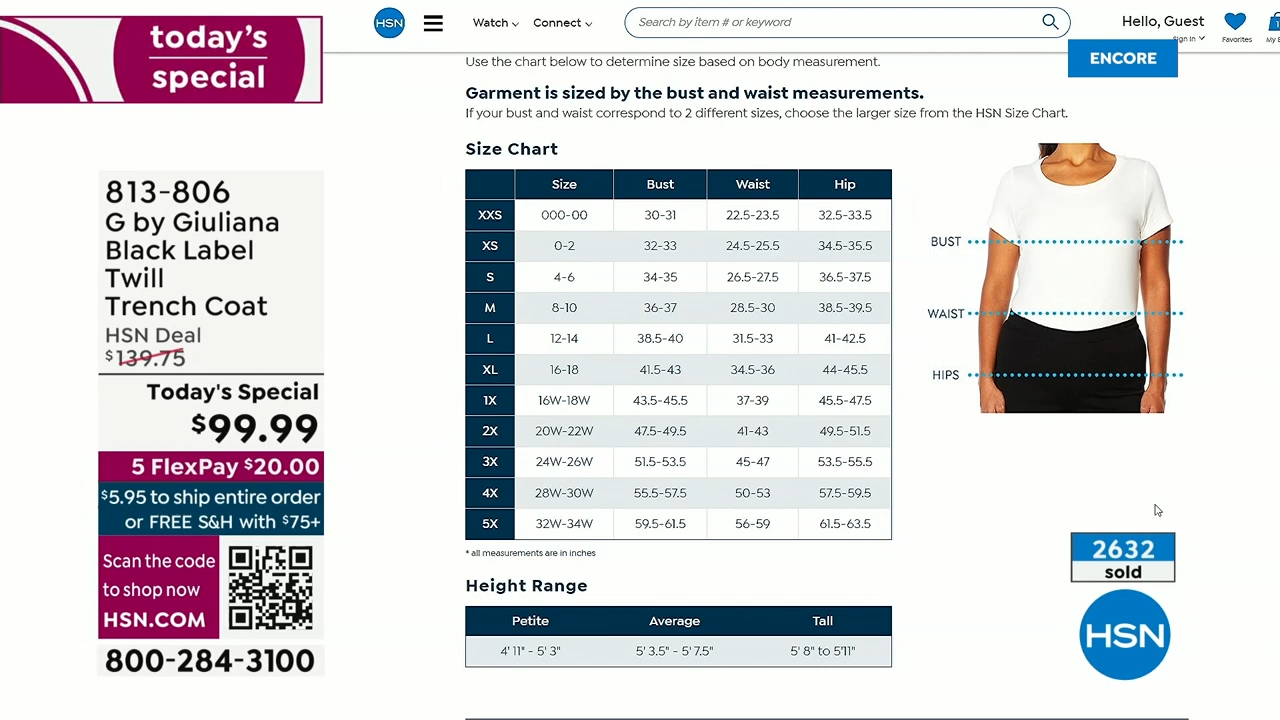 today's
special
HSN
Watch
Connect
Search by item # or keyword
Hello, Guest
Sign In
Favorites
ENCORE
Use the chart below to determine size based on body measurement.
Garment is sized by the bust and waist measurements.
If your bust and waist correspond to 2 different sizes, choose the larger size from the HSN Size Chart.
Size Chart
Size Bust Waist Hip
XXS 000-00 30-31 22.5-23.5 32.5-33.5
XS 0-2 32-33 24.5-25.5 34.5-35.5
S 4-6 34-35 26.5-27.5 36.5-37.5
M 8-10 36-37 28.5-30 38.5-39.5
L 12-14 38.5-40 31.5-33 41-42.5
XL 16-18 41.5-43 34.5-36 44-45.5
1X 16W-18W 43.5-45.5 37-39 45.5-47.5
2X 20W-22W 47.5-49.5 41-43 49.5-51.5
3X 24W-26W 51.5-53.5 45-47 53.5-55.5
4X 28W-30W 55.5-57.5 50-53 57.5-59.5
5X 32W-34W 59.5-61.5 56-59 61.5-63.5
* all measurements are in inches
Height Range
Petite Average Tall
4' 11" - 5' 3" 5' 3.5" - 5' 7.5" 5' 8" to 5'11"
BUST
WAIST
HIPS
813-806
G by Giuliana
Black Label
Twill
Trench Coat
HSN Deal
$139.75
Today's Special
$99.99
5 FlexPay $20.00
$5.95 to ship entire order
or FREE S&H with $75+
Scan the code
to shop now
HSN.COM
800-284-3100
2632
sold
HSN